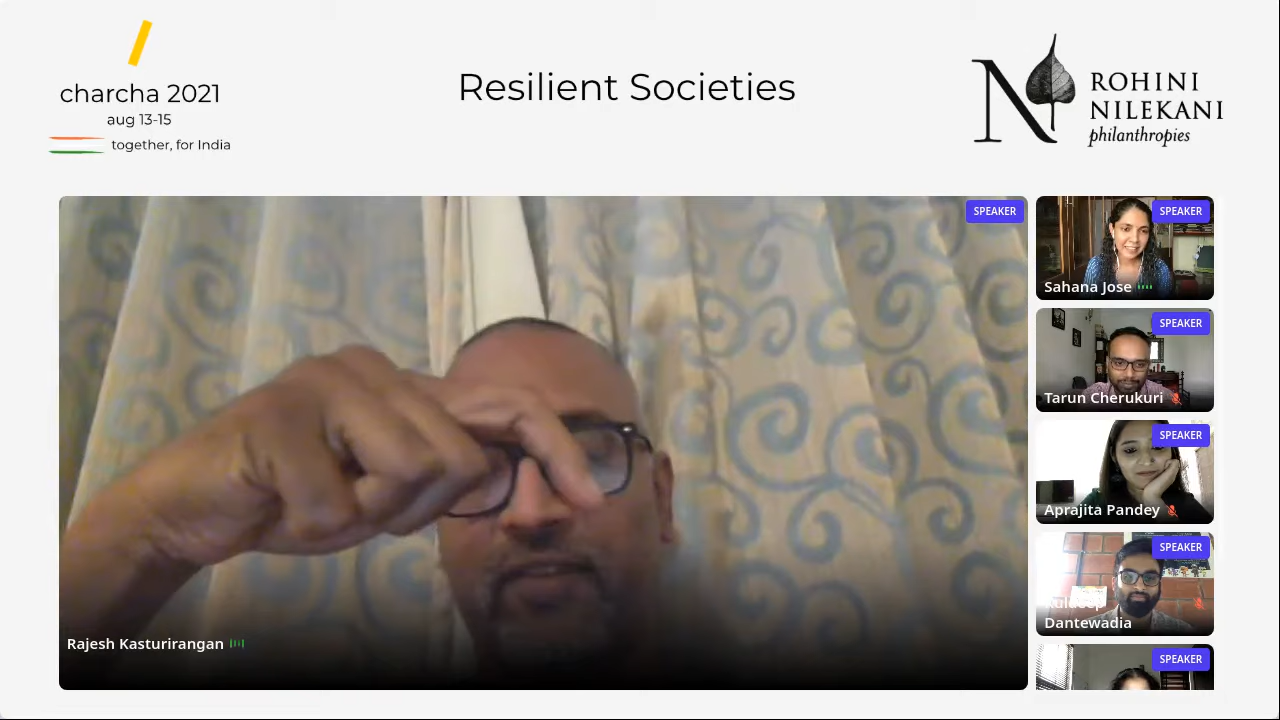 charcha 2021
aug 13-15
together, for India
Resilient Societies
N
ROHINI
NILEKANI
philanthropies
SPEAKER
Rajesh Kasturirangan
SPEAKER
Sahana Jose
SPEAKER
Tarun Cherukuri
SPEAKER
Aprajita Pandey
SPEAKER
Kuldeep
Dantewadia
SPEAKER